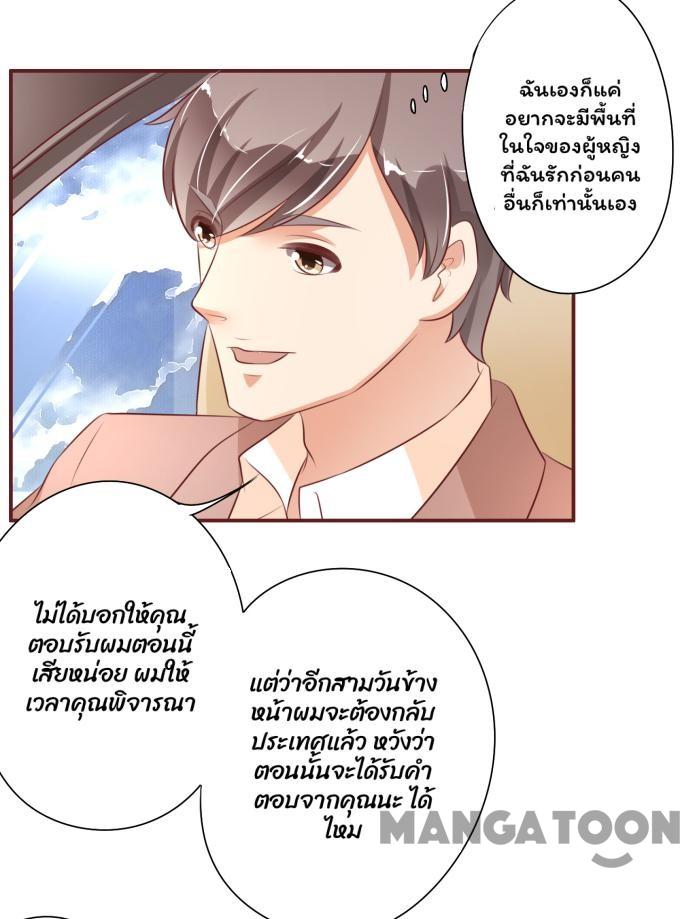 ฉันเองก็แค่
อยากจะมีพื้นที่
ในใจของผู้หญิง
ที่ฉันรักก่อนคน
อื่นก็เท่านั้นเอง
ไม่ได้บอกให้คุณ
ตอบรับผมตอนนี้
เสียหน่อย ผมให้
เวลาคุณพิจารณา
แต่ว่าอีกสามวันข้าง
หน้าผมจะต้องกลับ
ประเทศแล้ว หวังว่า
ตอนนั้นจะได้รับคำ
ตอบจากคุณนะ ได้
ไหม
MANGATOON